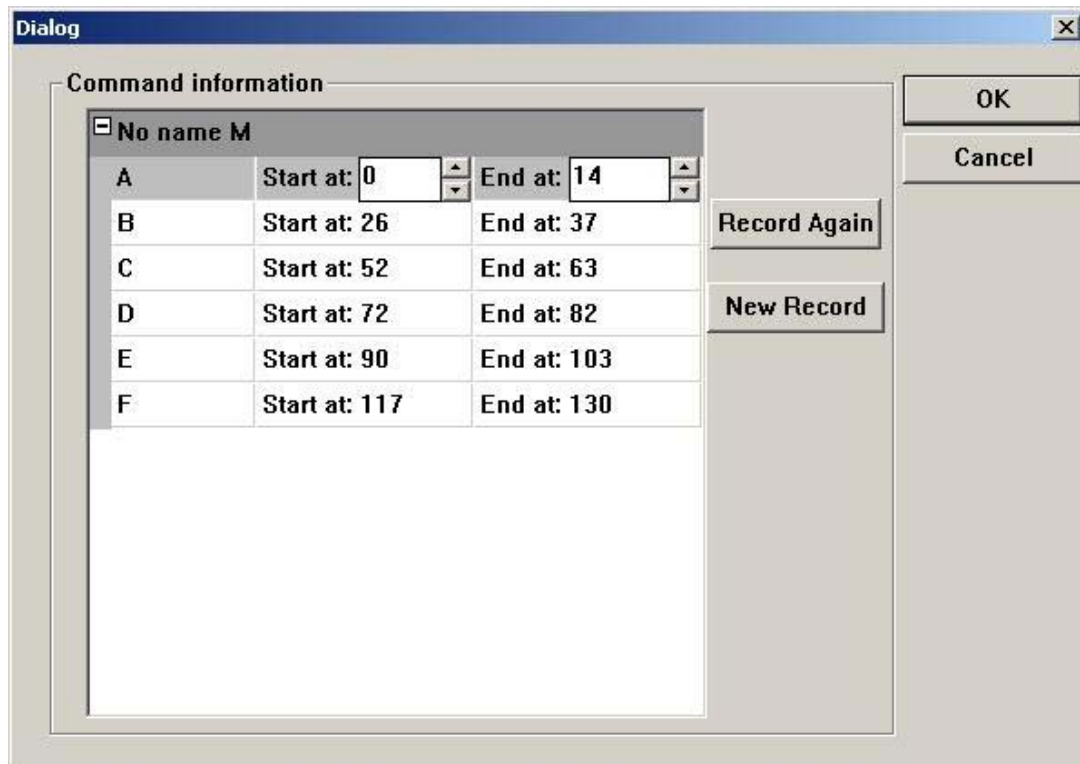 Dialog
Command information
OK
Cancel
No name M
A Start at: 0 End at: 14
B Start at: 26 End at: 37
Record Again
C Start at: 52 End at: 63
D Start at: 72 End at: 82
New Record
E Start at: 90 End at: 103
F Start at: 117 End at: 130